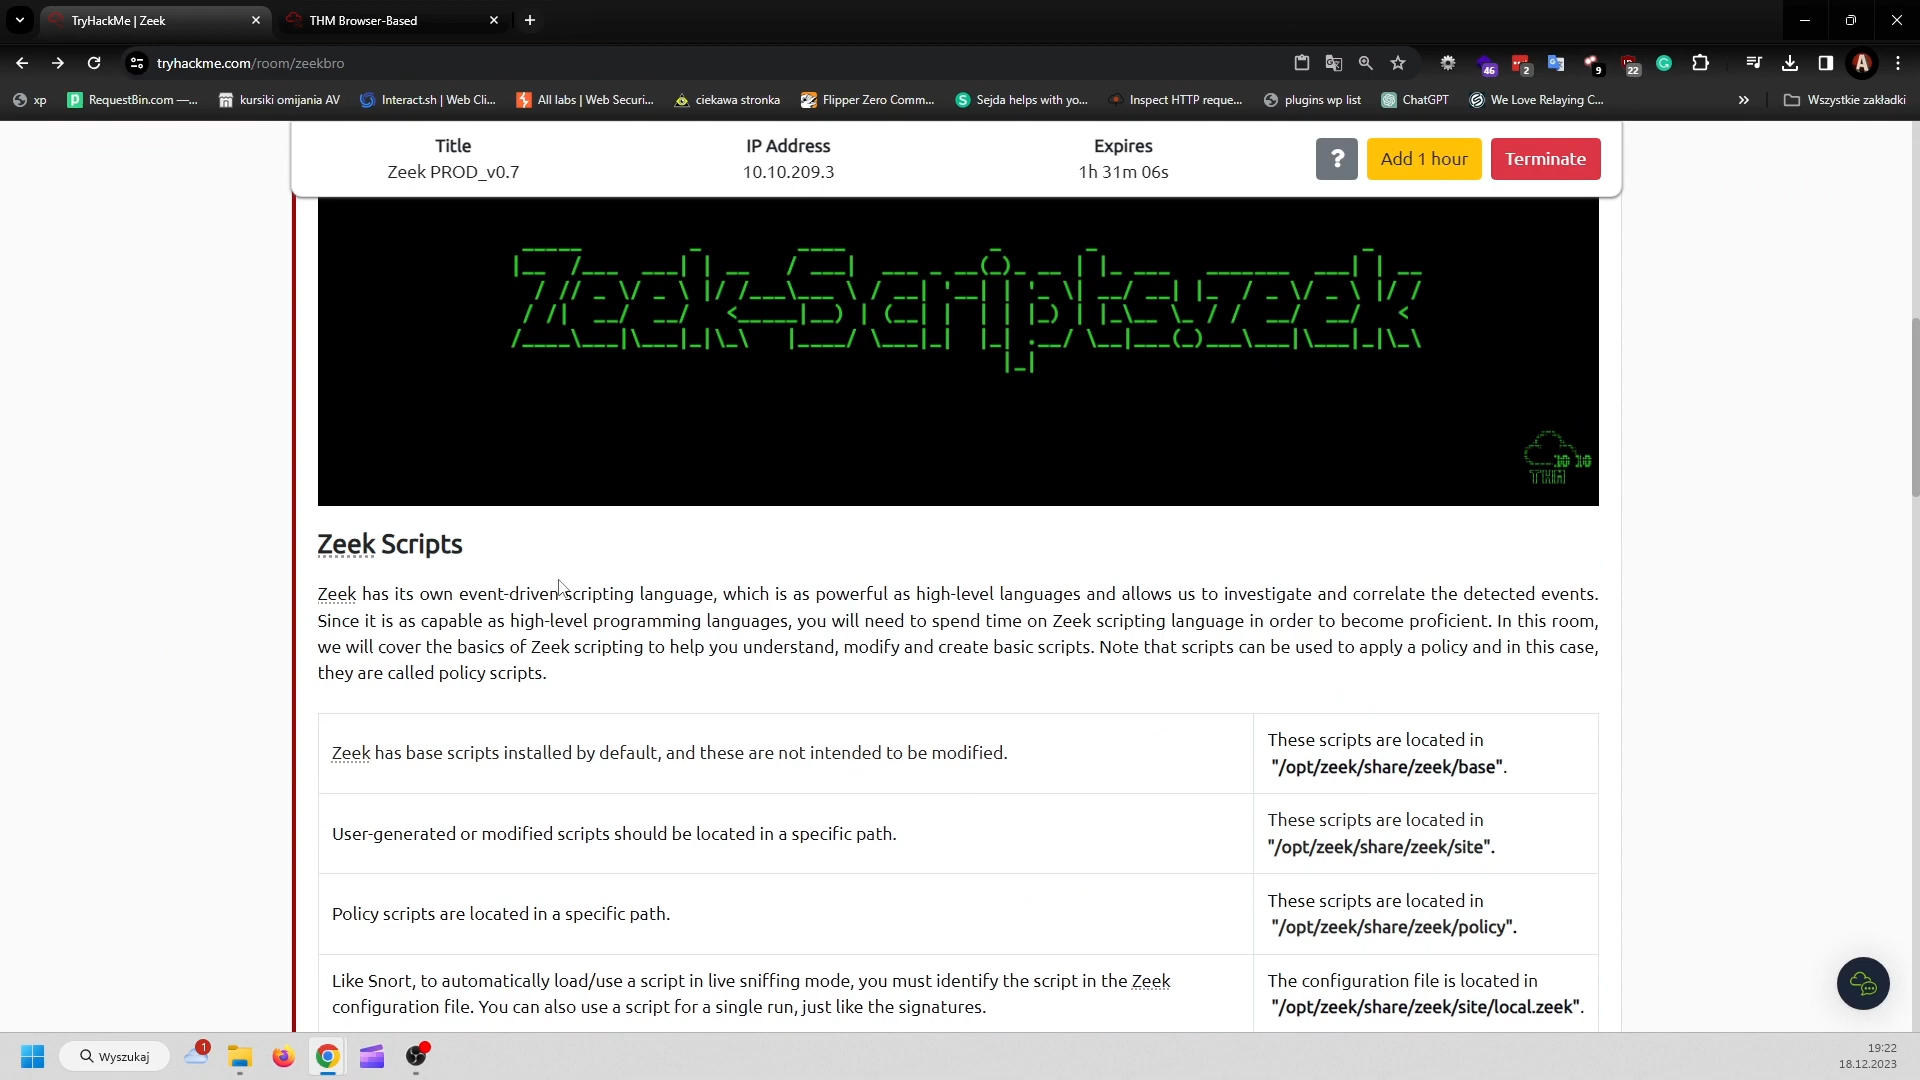 TryHackMe | Zeek
THM Browser-Based
tryhackme.com/room/zeekbro
46
2
9
22
A
xp
RequestBin.com —...
kursiki omijania AV
Interact.sh | Web Cli...
All labs | Web Securi...
ciekawa stronka
Flipper Zero Comm...
Sejda helps with yo...
Inspect HTTP reque...
plugins wp list
ChatGPT
We Love Relaying C...
Wszystkie zakładki
Title
Zeek PROD_v0.7
IP Address
10.10.209.3
Expires
1h 31m 06s
?
Add 1 hour
Terminate
Zeek-Scripts.zeek
10 10
THM
Zeek Scripts
Zeek has its own event-driven scripting language, which is as powerful as high-level languages and allows us to investigate and correlate the detected events.
Since it is as capable as high-level programming languages, you will need to spend time on Zeek scripting language in order to become proficient. In this room,
we will cover the basics of Zeek scripting to help you understand, modify and create basic scripts. Note that scripts can be used to apply a policy and in this case,
they are called policy scripts.
Zeek has base scripts installed by default, and these are not intended to be modified.
These scripts are located in
"/opt/zeek/share/zeek/base".
User-generated or modified scripts should be located in a specific path.
These scripts are located in
"/opt/zeek/share/zeek/site".
Policy scripts are located in a specific path.
These scripts are located in
"/opt/zeek/share/zeek/policy".
Like Snort, to automatically load/use a script in live sniffing mode, you must identify the script in the Zeek
configuration file. You can also use a script for a single run, just like the signatures.
The configuration file is located in
"/opt/zeek/share/zeek/site/local.zeek".
Wyszukaj
1
19:22
18.12.2023